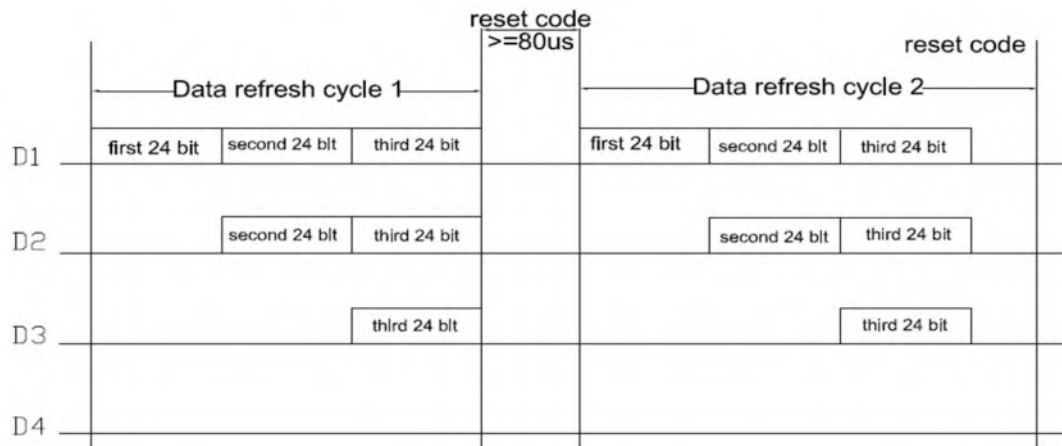 reset code
>=80us
reset code
Data refresh cycle 1
Data refresh cycle 2
D1 first 24 bit second 24 blt third 24 bit first 24 bit second 24 blt third 24 bit
D2 second 24 blt third 24 bit second 24 blt third 24 bit
D3 thlrd 24 blt third 24 bit
D4